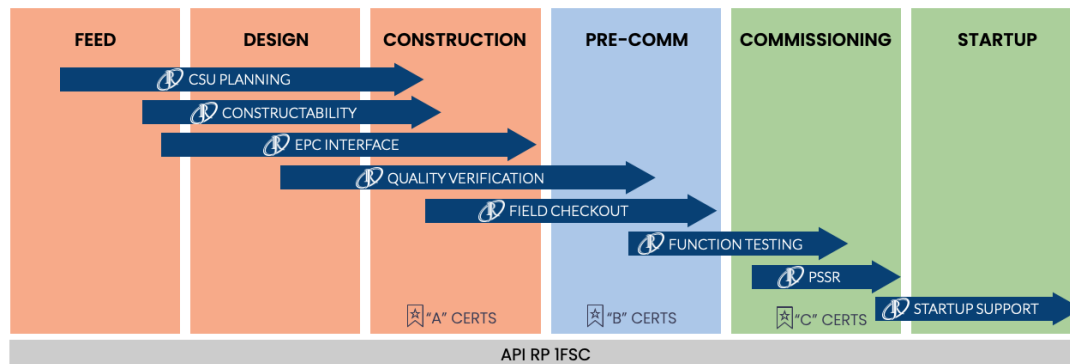 FEED
DESIGN
CONSTRUCTION
PRE-COMM
COMMISSIONING
STARTUP
CSU PLANNING
CONSTRUCTABILITY
EPC INTERFACE
QUALITY VERIFICATION
FIELD CHECKOUT
FUNCTION TESTING
PSSR
STARTUP SUPPORT
"A" CERTS
"B" CERTS
"C" CERTS
API RP 1FSC